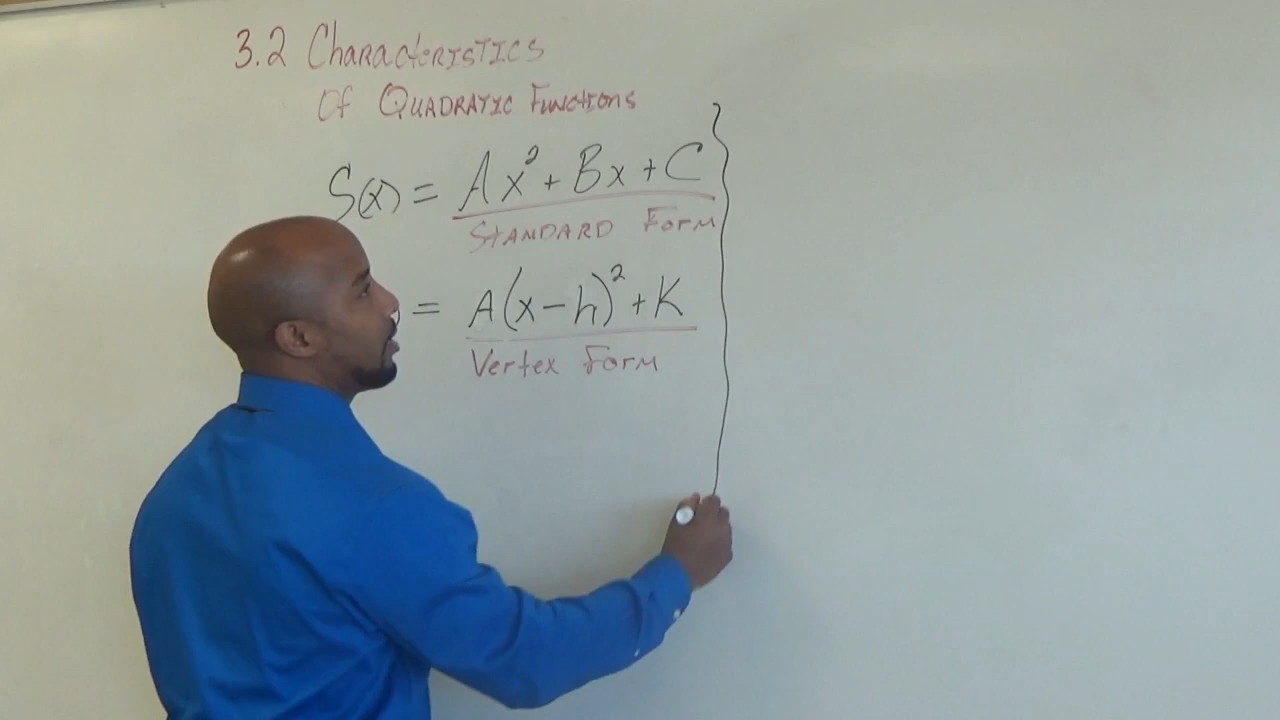 3.2 Characteristics
Of Quadratic Functions
S(x) = Ax² + Bx + C
Standard Form
= A(x-h)² + K
Vertex Form